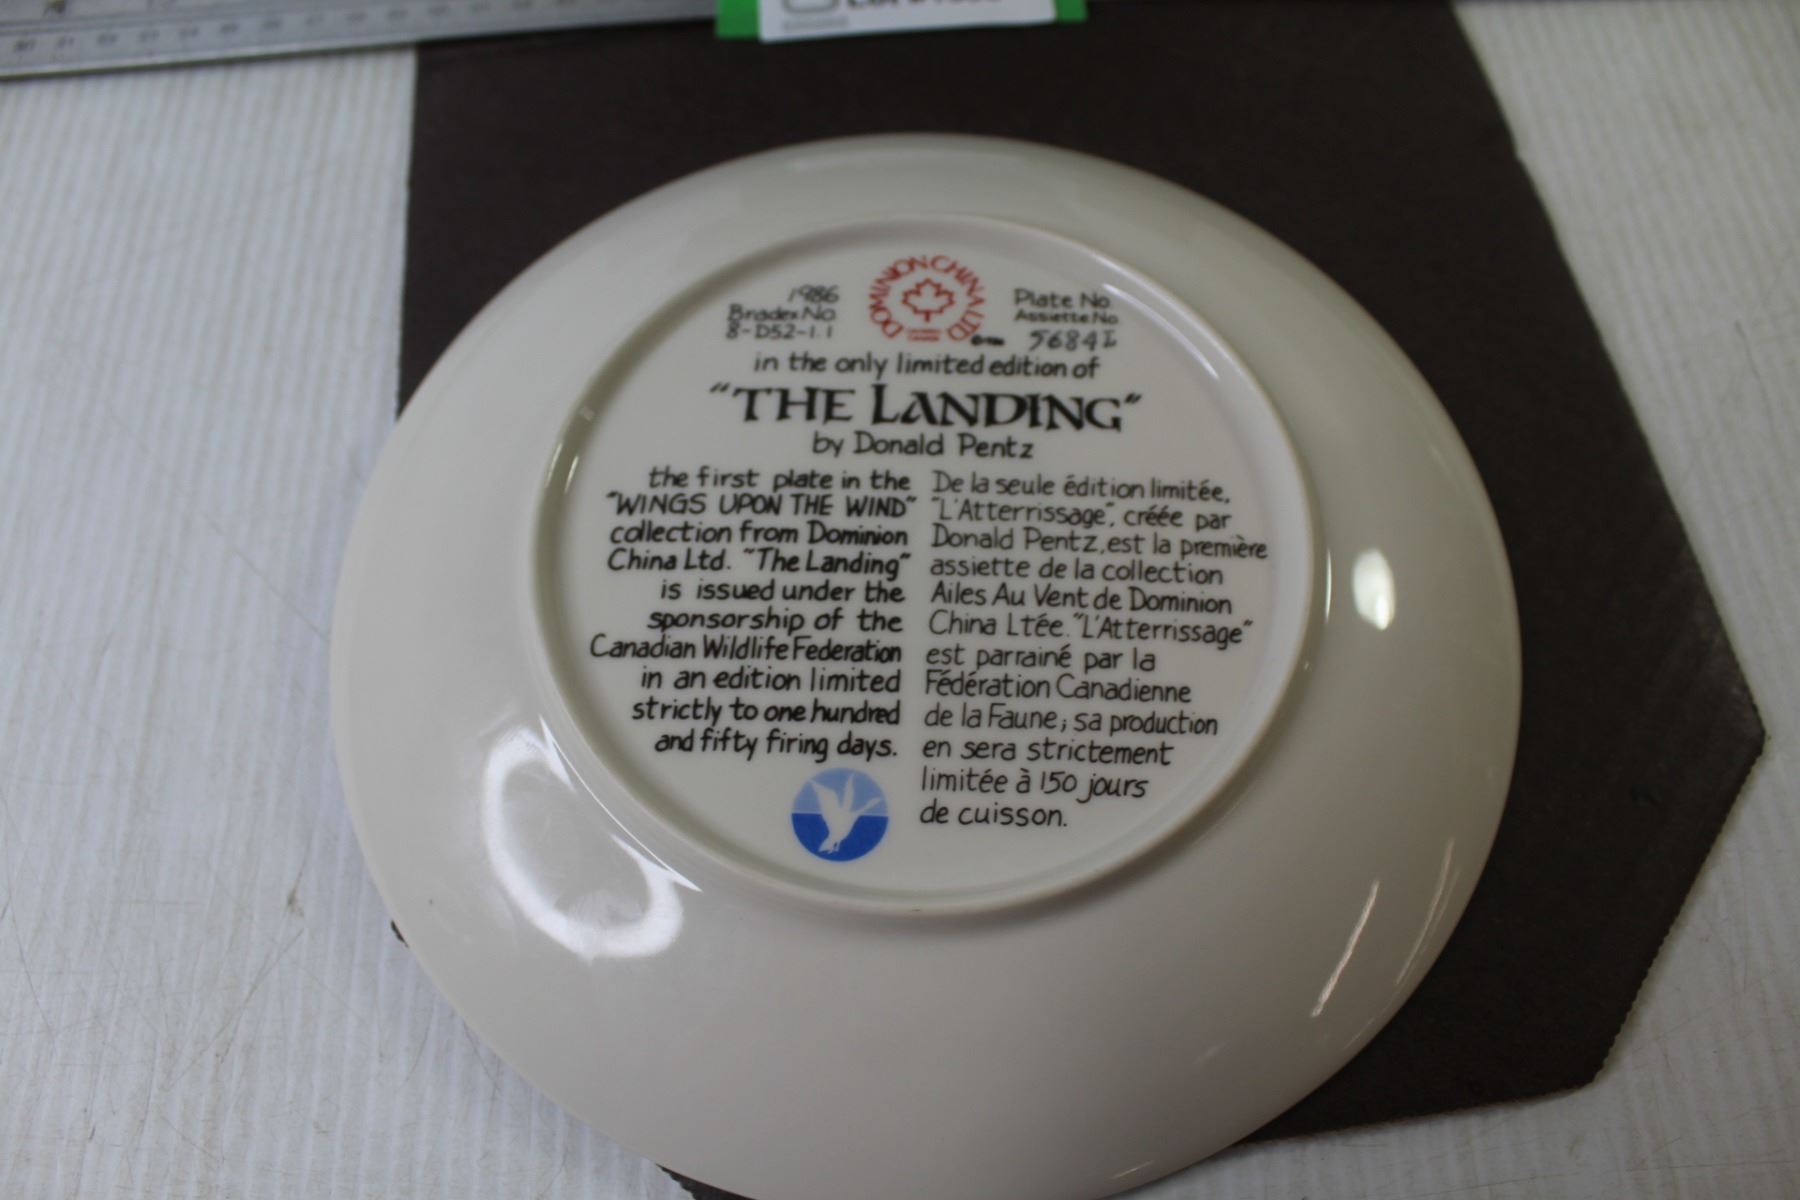 DOMINION CHINA LTD
1986
Bradex No.
8-D52-1.1
Plate No.
Assiette No.
in the only limited edition of
"THE LANDING"
by Donald Pentz
the first plate in the
"WINGS UPON THE WIND"
collection from Dominion
China Ltd. "The Landing"
is issued under the
sponsorship of the
Canadian Wildlife Federation
in an edition limited
strictly to one hundred
and fifty firing days.
De la seule édition limitée,
"L'Atterrissage", créée par
Donald Pentz, est la première
assiette de la collection
Ailes Au Vent de Dominion
China Ltée. "L'Atterrissage"
est parrainé par la
Fédération Canadienne
de la Faune; sa production
en sera strictement
limitée à 150 jours
de cuisson.